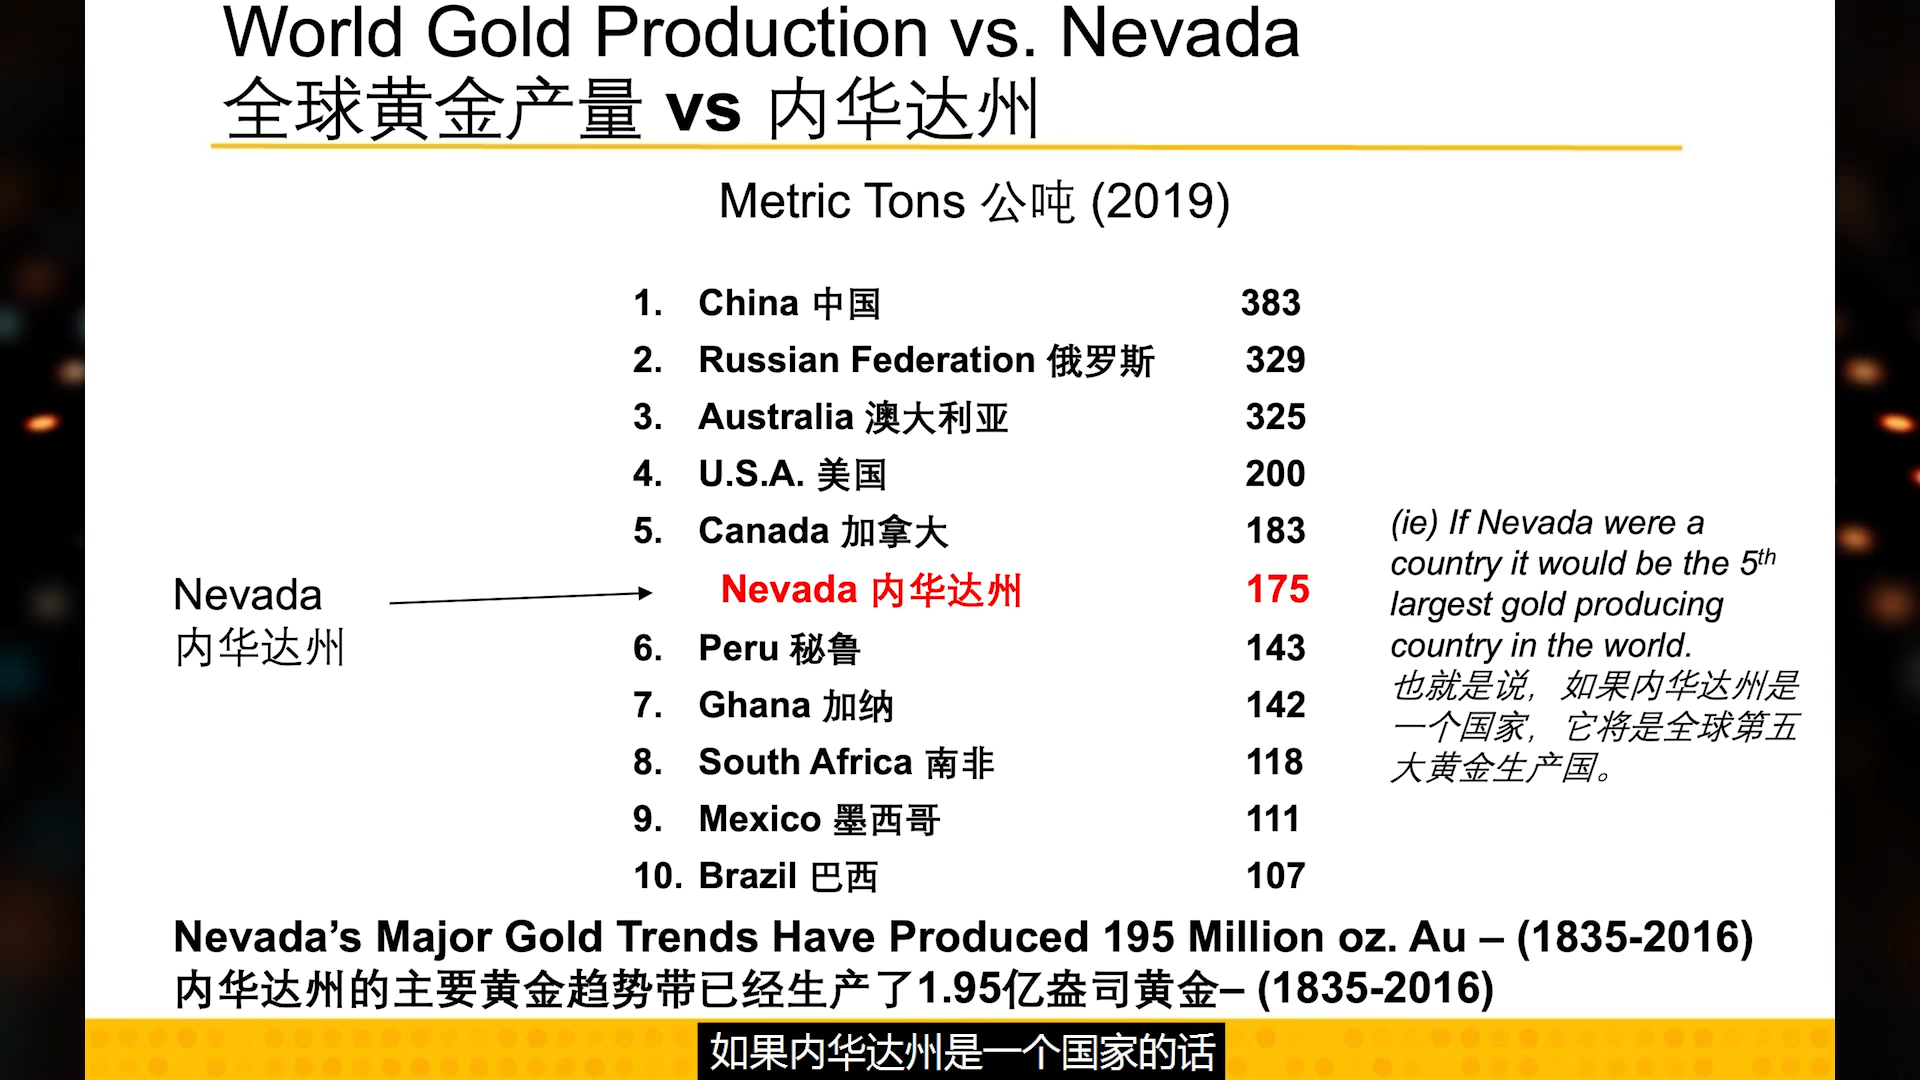 World Gold Production vs. Nevada
全球黄金产量 vs 内华达州
Metric Tons 公吨 (2019)
1. China 中国 383
2. Russian Federation 俄罗斯 329
3. Australia 澳大利亚 325
4. U.S.A. 美国 200
5. Canada 加拿大 183
Nevada 内华达州 175
6. Peru 秘鲁 143
7. Ghana 加纳 142
8. South Africa 南非 118
9. Mexico 墨西哥 111
10. Brazil 巴西 107
Nevada
内华达州
(ie) If Nevada were a
country it would be the 5th
largest gold producing
country in the world.
也就是说，如果内华达州是
一个国家，它将是全球第五
大黄金生产国。
Nevada’s Major Gold Trends Have Produced 195 Million oz. Au – (1835-2016)
内华达州的主要黄金趋势带已经生产了1.95亿盎司黄金– (1835-2016)
如果内华达州是一个国家的话